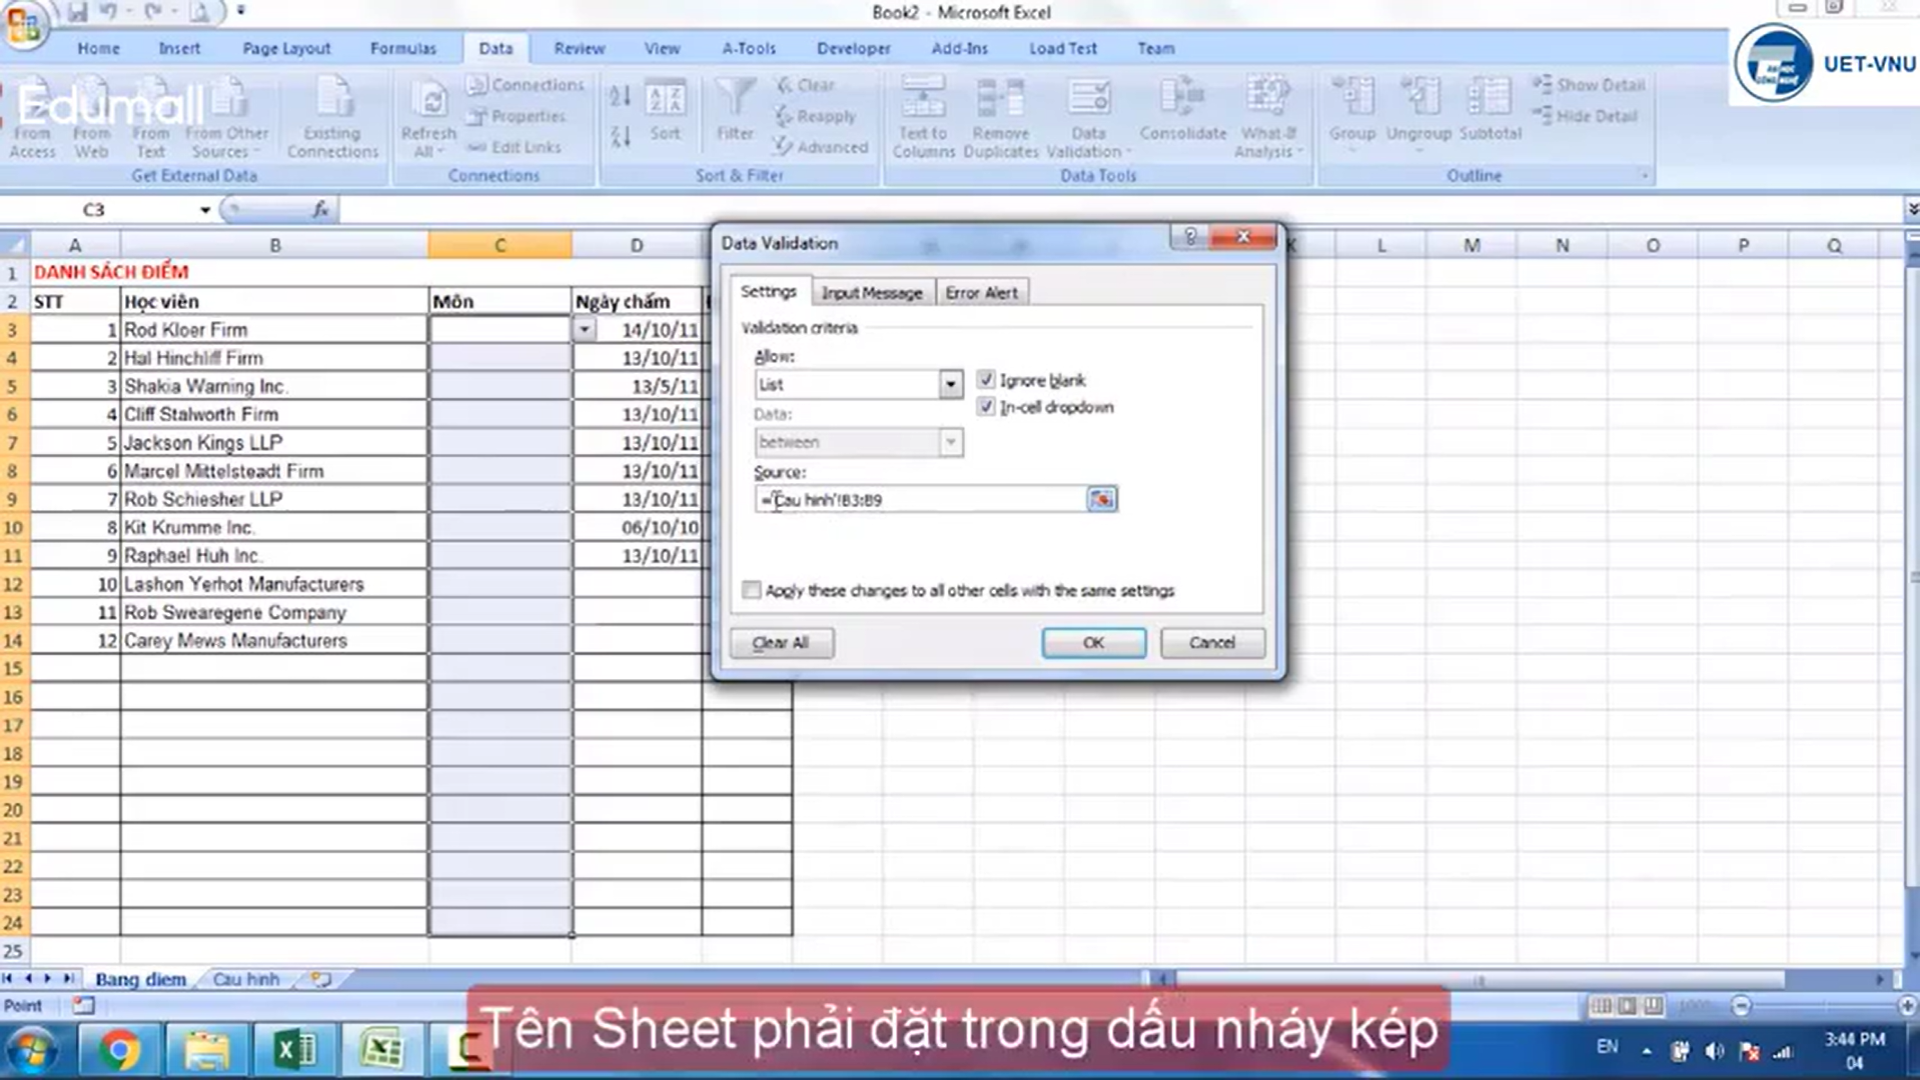 Book2 - Microsoft Excel
Home Insert Page Layout Formulas Data Review View A-Tools Developer Add-Ins Load Test Team
UET-VNU
Edumall
From Access
From Web
From Text
From Other Sources
Existing Connections
Get External Data
Refresh All
Connections
Properties
Edit Links
Connections
Sort
Filter
Clear
Reapply
Advanced
Sort & Filter
Text to Columns
Remove Duplicates
Data Validation
Consolidate
What-If Analysis
Data Tools
Group
Ungroup
Subtotal
Show Detail
Hide Detail
Outline
C3 fx
A B C D K L M N O P Q
1 DANH SÁCH ĐIỂM
2 STT Học viên Môn Ngày chấm
3 1 Rod Kloer Firm 14/10/11
4 2 Hal Hinchliff Firm 13/10/11
5 3 Shakia Warning Inc. 13/5/11
6 4 Cliff Stalworth Firm 13/10/11
7 5 Jackson Kings LLP 13/10/11
8 6 Marcel Mittelsteadt Firm 13/10/11
9 7 Rob Schiesher LLP 13/10/11
10 8 Kit Krumme Inc. 06/10/10
11 9 Raphael Huh Inc. 13/10/11
12 10 Lashon Yerhot Manufacturers
13 11 Rob Swearegene Company
14 12 Carey Mews Manufacturers
15
16
17
18
19
20
21
22
23
24
25
Data Validation
Settings Input Message Error Alert
Validation criteria
Allow:
List
Ignore blank
In-cell dropdown
Data:
between
Source:
='Cau hinh'!B3:B9
Apply these changes to all other cells with the same settings
Clear All OK Cancel
Bang diem Cau hinh
Point 100%
Tên Sheet phải đặt trong dấu nháy kép
EN
3:44 PM
04